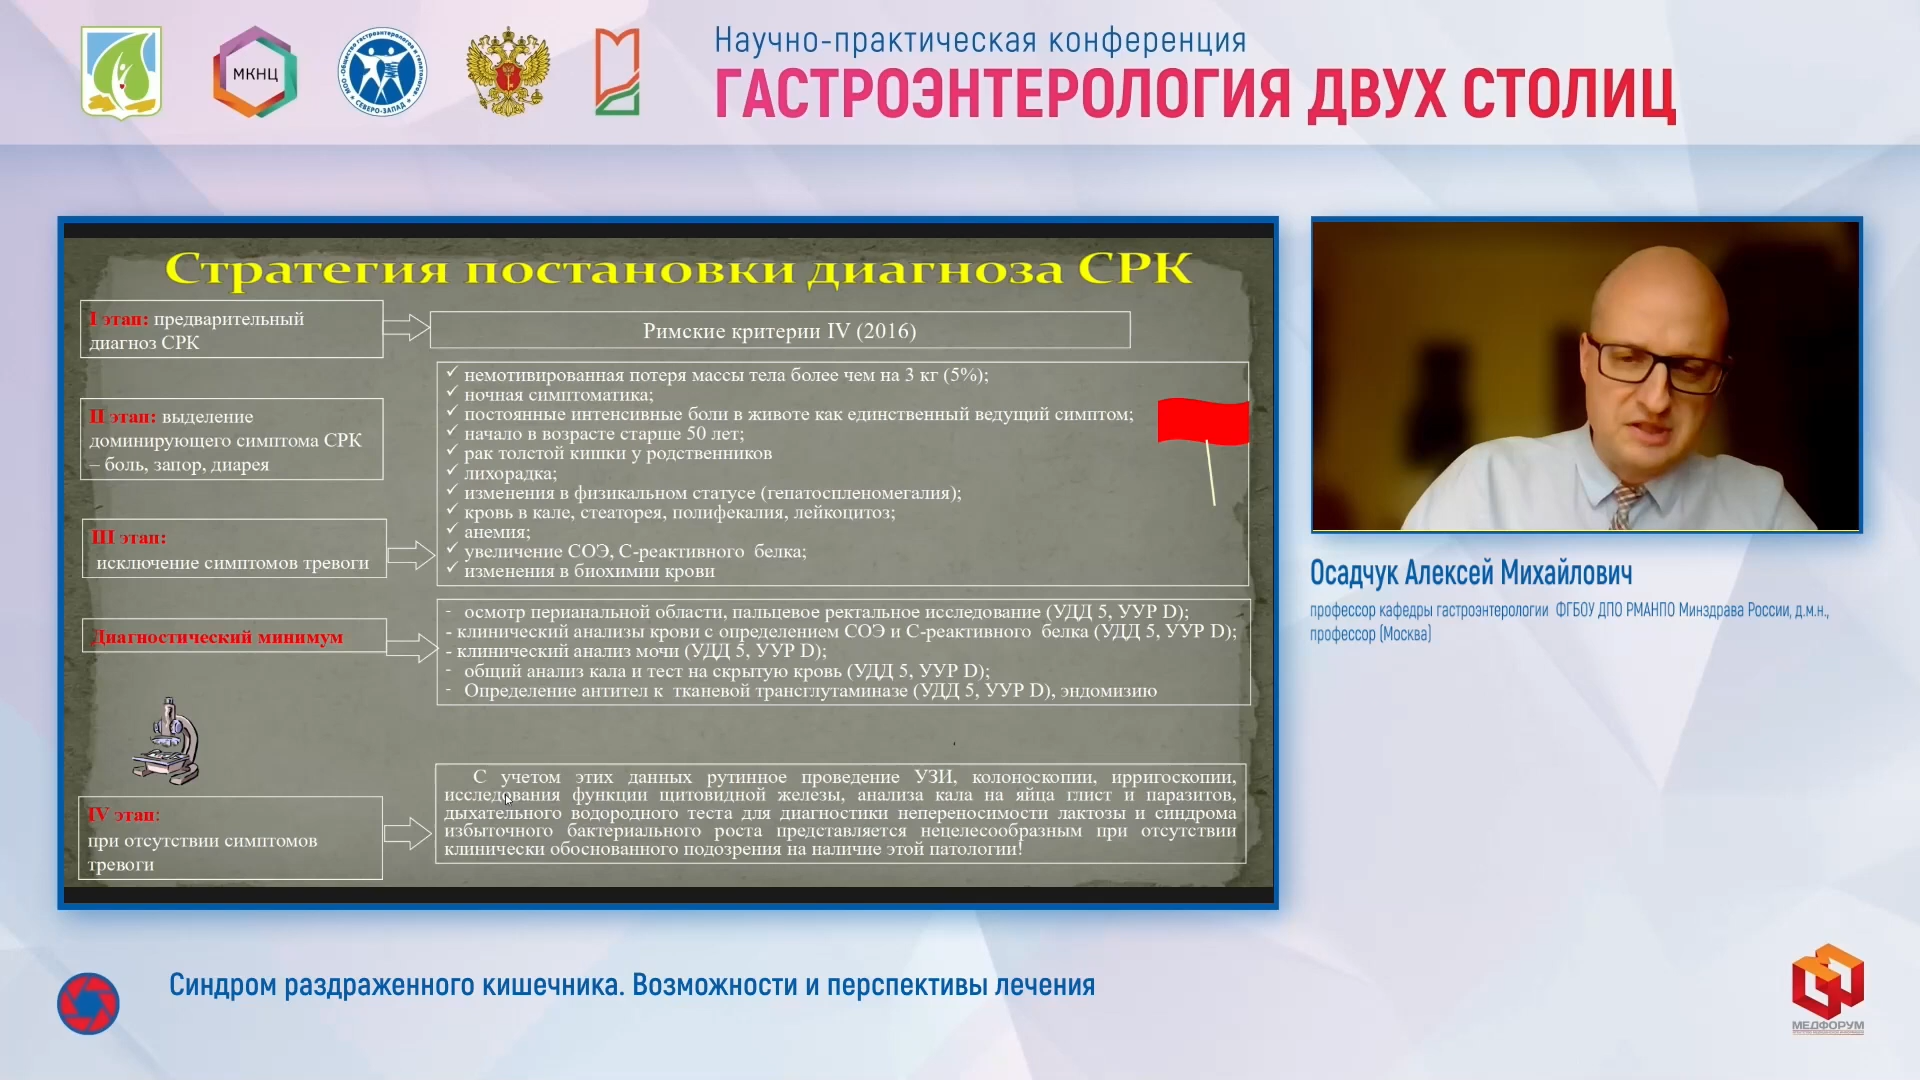 МКНЦ
МОО «Общество гастроэнтерологов и гепатологов»
* СЕВЕРО-ЗАПАД *
Научно-практическая конференция
ГАСТРОЭНТЕРОЛОГИЯ ДВУХ СТОЛИЦ
Стратегия постановки диагноза СРК
I этап: предварительный
диагноз СРК
Римские критерии IV (2016)
II этап: выделение
доминирующего симптома СРК
– боль, запор, диарея
✓ немотивированная потеря массы тела более чем на 3 кг (5%);
✓ ночная симптоматика;
✓ постоянные интенсивные боли в животе как единственный ведущий симптом;
✓ начало в возрасте старше 50 лет;
✓ рак толстой кишки у родственников
✓ лихорадка;
✓ изменения в физикальном статусе (гепатоспленомегалия);
✓ кровь в кале, стеаторея, полифекалия, лейкоцитоз;
✓ анемия;
✓ увеличение СОЭ, С-реактивного белка;
✓ изменения в биохимии крови
III этап:
исключение симптомов тревоги
Диагностический минимум
- осмотр перианальной области, пальцевое ректальное исследование (УДД 5, УУР D);
- клинический анализы крови с определением СОЭ и С-реактивного белка (УДД 5, УУР D);
- клинический анализ мочи (УДД 5, УУР D);
- общий анализ кала и тест на скрытую кровь (УДД 5, УУР D);
- Определение антител к тканевой трансглутаминазе (УДД 5, УУР D), эндомизию
IV этап:
при отсутствии симптомов
тревоги
С учетом этих данных рутинное проведение УЗИ, колоноскопии, ирригоскопии,
исследования функции щитовидной железы, анализа кала на яйца глист и паразитов,
дыхательного водородного теста для диагностики непереносимости лактозы и синдрома
избыточного бактериального роста представляется нецелесообразным при отсутствии
клинически обоснованного подозрения на наличие этой патологии!
Осадчук Алексей Михайлович
профессор кафедры гастроэнтерологии ФГБОУ ДПО РМАНПО Минздрава России, д.м.н.,
профессор (Москва)
Синдром раздраженного кишечника. Возможности и перспективы лечения
МЕДФОРУМ